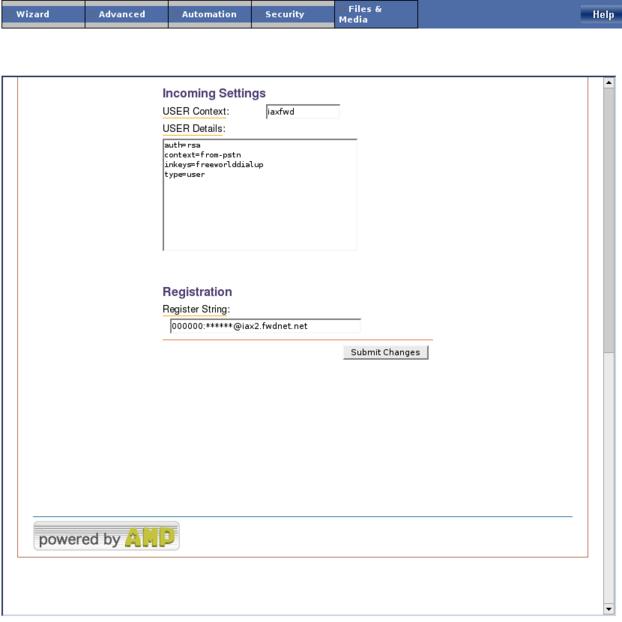 Wizard Advanced Automation Security Files & Media Help
Incoming Settings
USER Context: iaxfwd
USER Details:
auth=rsa
context=from-pstn
inkeys=freeworlddialup
type=user
Registration
Register String:
000000:******@iax2.fwdnet.net
Submit Changes
powered by AMP